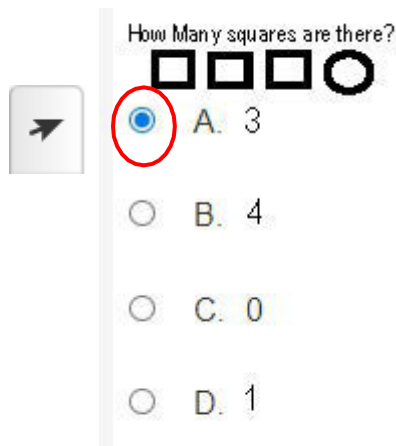 How Many squares are there?
A. 3
B. 4
C. 0
D. 1